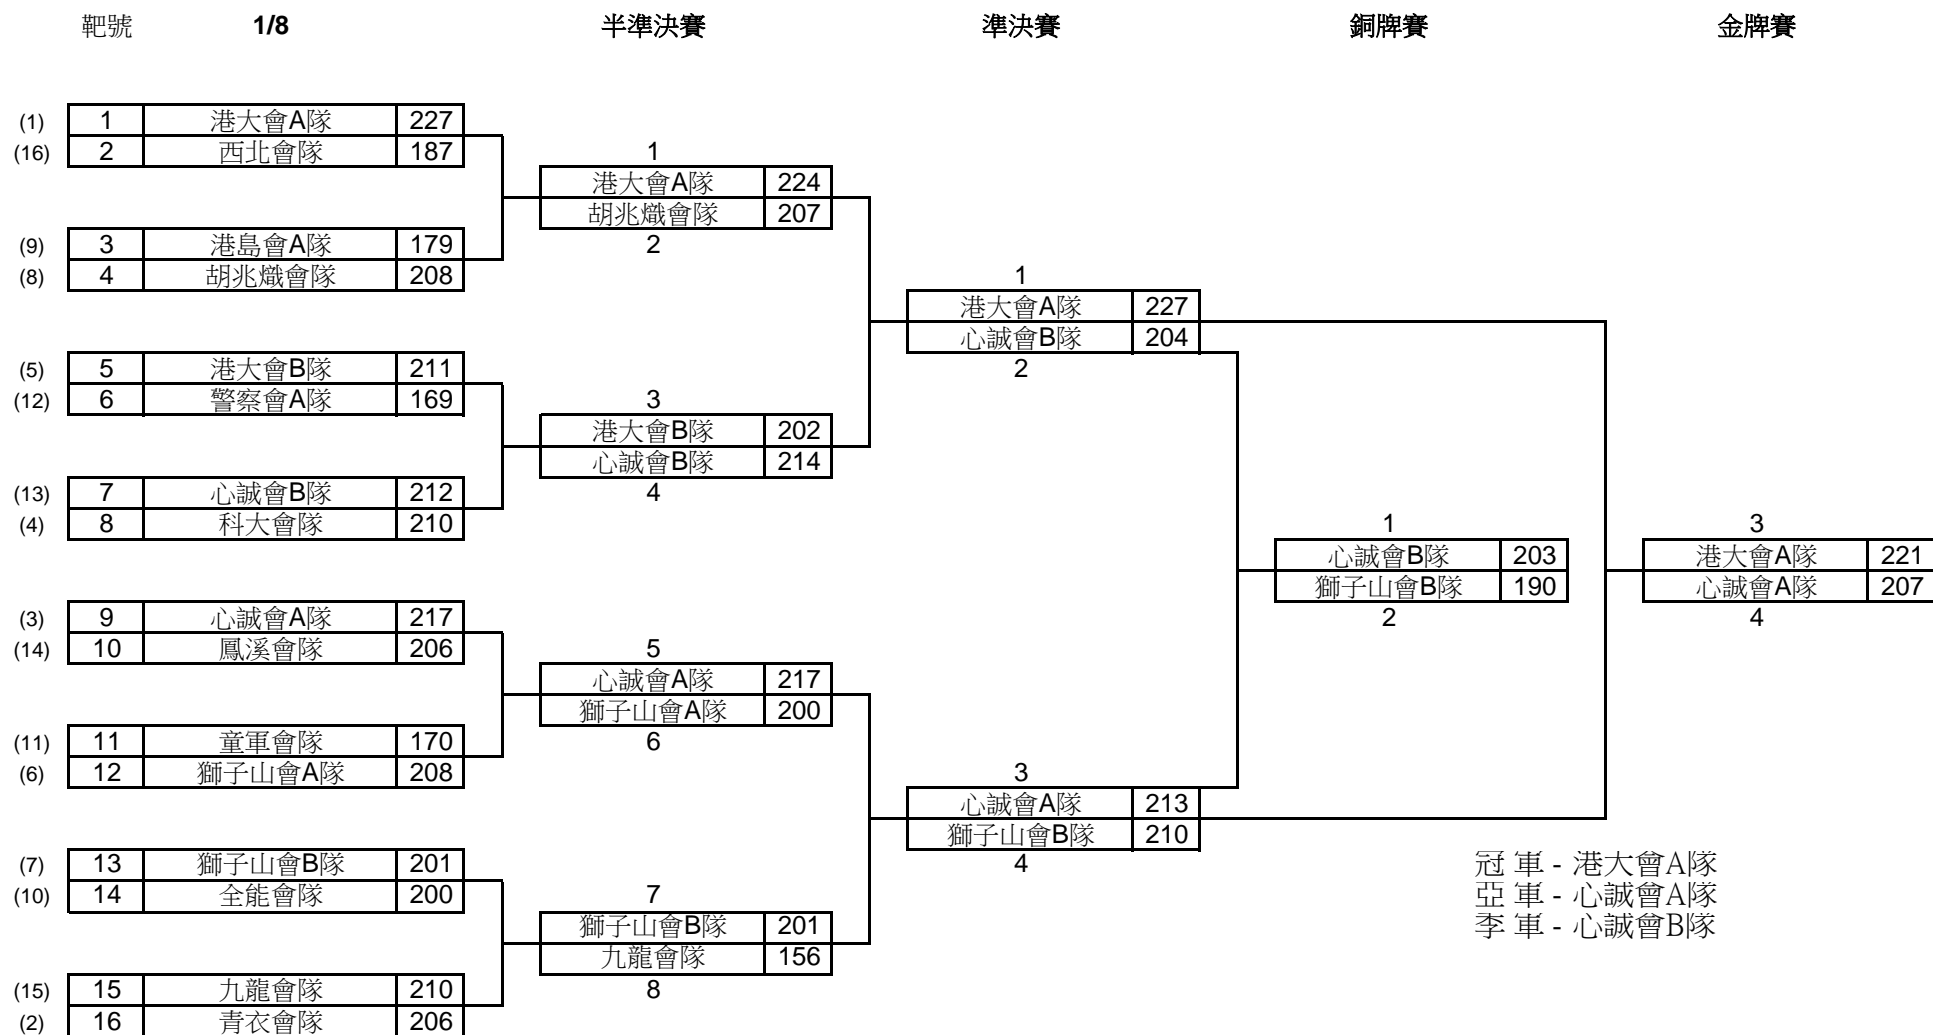 靶號 1/8 半準決賽 準決賽 銅牌賽 金牌賽
(1) 1 港大會A隊 227
(16) 2 西北會隊 187 1
港大會A隊 224
胡兆熾會隊 207
(9) 3 港島會A隊 179 2
(8) 4 胡兆熾會隊 208 1
港大會A隊 227
心誠會B隊 204
(5) 5 港大會B隊 211 2
(12) 6 警察會A隊 169 3
港大會B隊 202
心誠會B隊 214
(13) 7 心誠會B隊 212 4
(4) 8 科大會隊 210 1 3
心誠會B隊 203 港大會A隊 221
獅子山會B隊 190 心誠會A隊 207
(3) 9 心誠會A隊 217 2 4
(14) 10 鳳溪會隊 206 5
心誠會A隊 217
獅子山會A隊 200
(11) 11 童軍會隊 170 6
(6) 12 獅子山會A隊 208 3
心誠會A隊 213
獅子山會B隊 210
(7) 13 獅子山會B隊 201 4 冠 軍 - 港大會A隊
(10) 14 全能會隊 200 7 亞 軍 - 心誠會A隊
獅子山會B隊 201 季 軍 - 心誠會B隊
九龍會隊 156
(15) 15 九龍會隊 210 8
(2) 16 青衣會隊 206